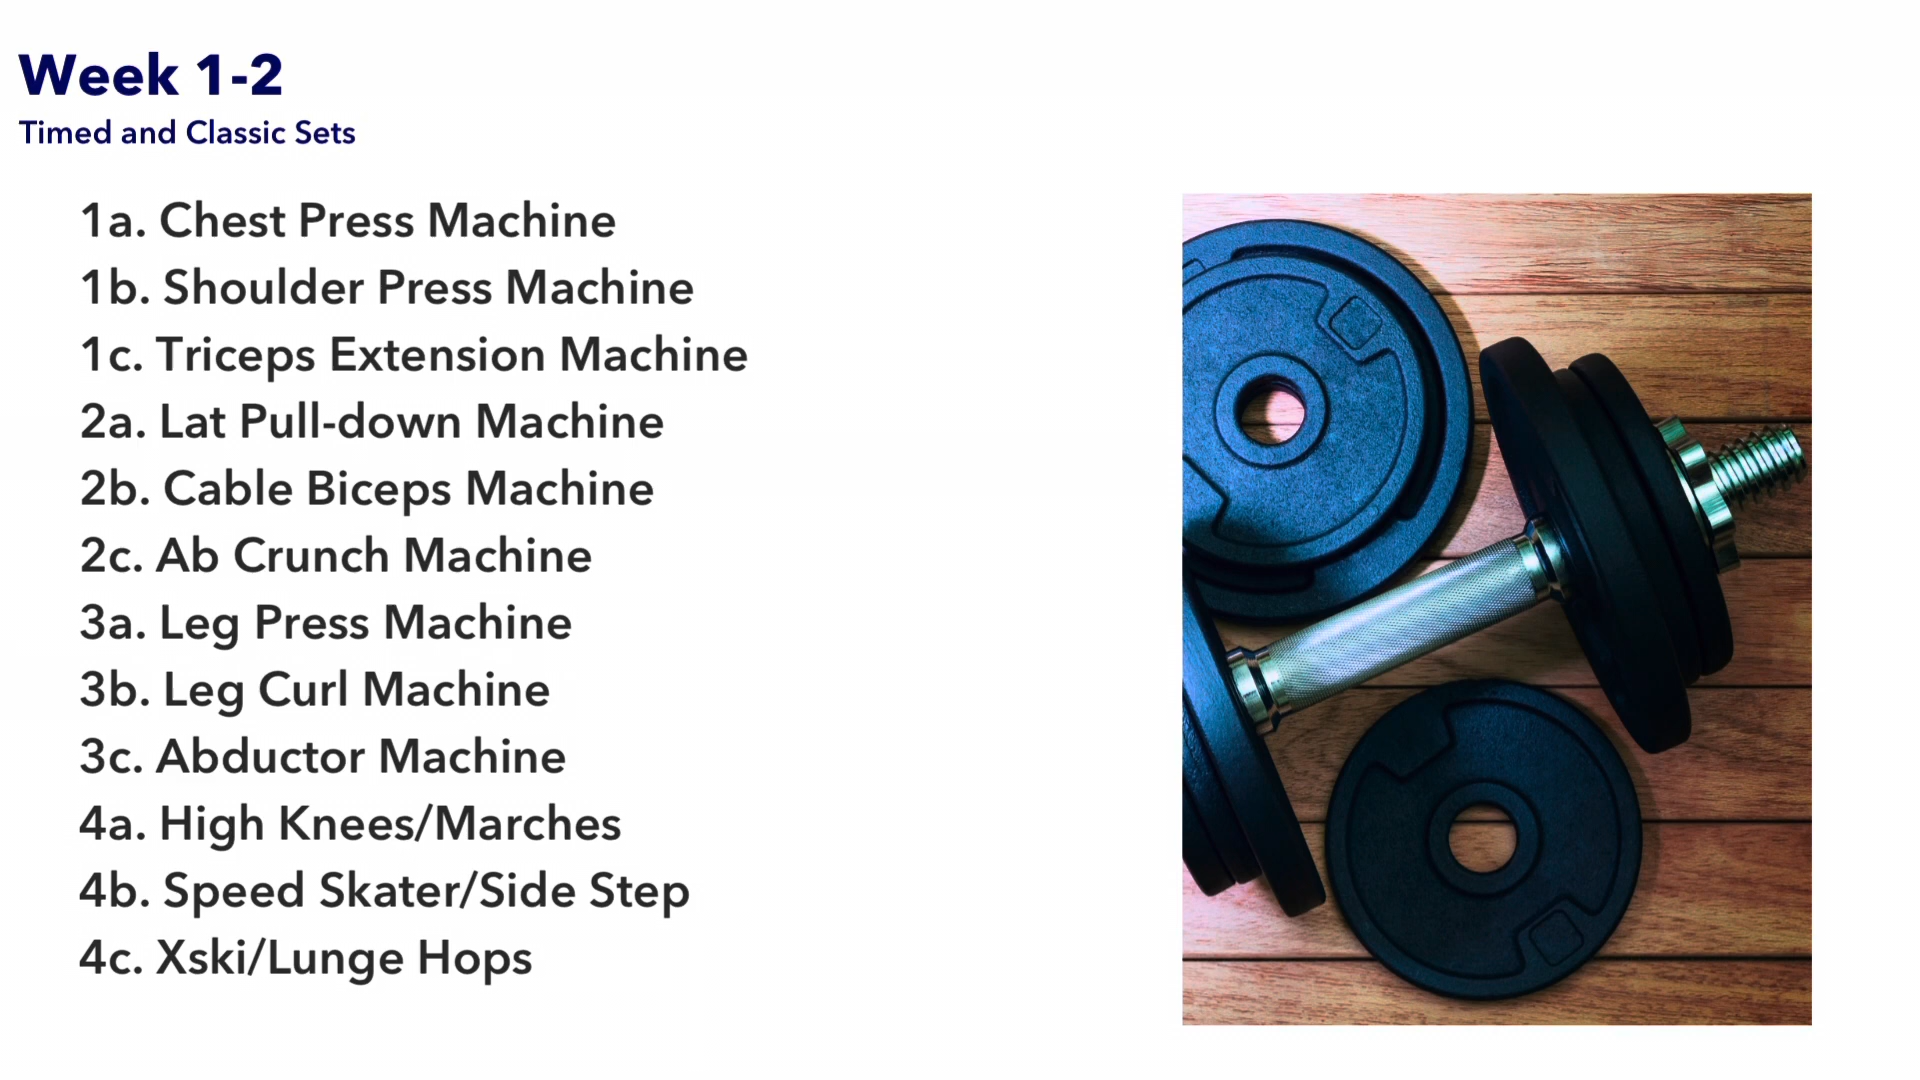 Week 1-2
Timed and Classic Sets
1a. Chest Press Machine
1b. Shoulder Press Machine
1c. Triceps Extension Machine
2a. Lat Pull-down Machine
2b. Cable Biceps Machine
2c. Ab Crunch Machine
3a. Leg Press Machine
3b. Leg Curl Machine
3c. Abductor Machine
4a. High Knees/Marches
4b. Speed Skater/Side Step
4c. Xski/Lunge Hops